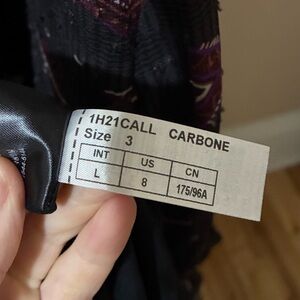 1H21CALL CARBONE
Size 3
INT US CN
L 8 175/96A